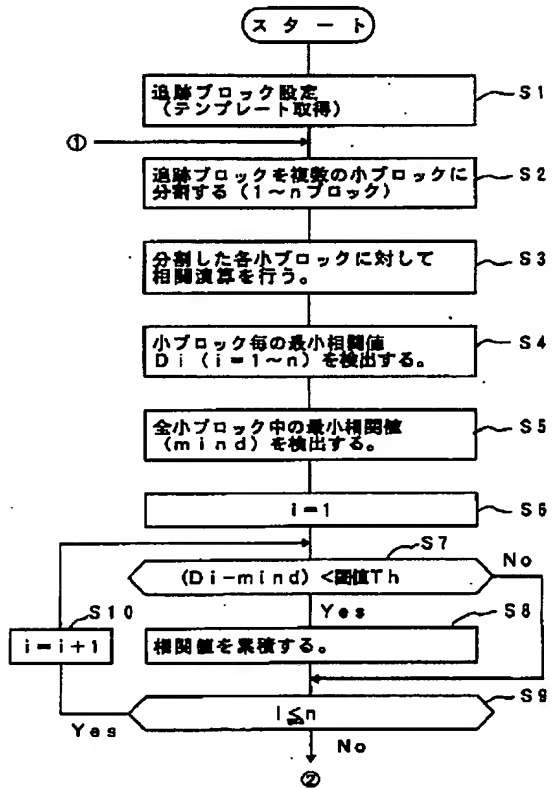 スタート
追跡ブロック設定
(テンプレート取得)
S1
①
追跡ブロックを複数の小ブロックに
分割する(1~nブロック)
S2
分割した各小ブロックに対して
相関演算を行う。
S3
小ブロック毎の最小相関値
Di(i=1~n)を検出する。
S4
全小ブロック中の最小相関値
(mind)を検出する。
S5
i=1
S6
S7
(Di-mind)<閾値Th
No
Yes
S10
i=i+1
S8
相関値を累積する。
S9
i≦n
Yes
No
②